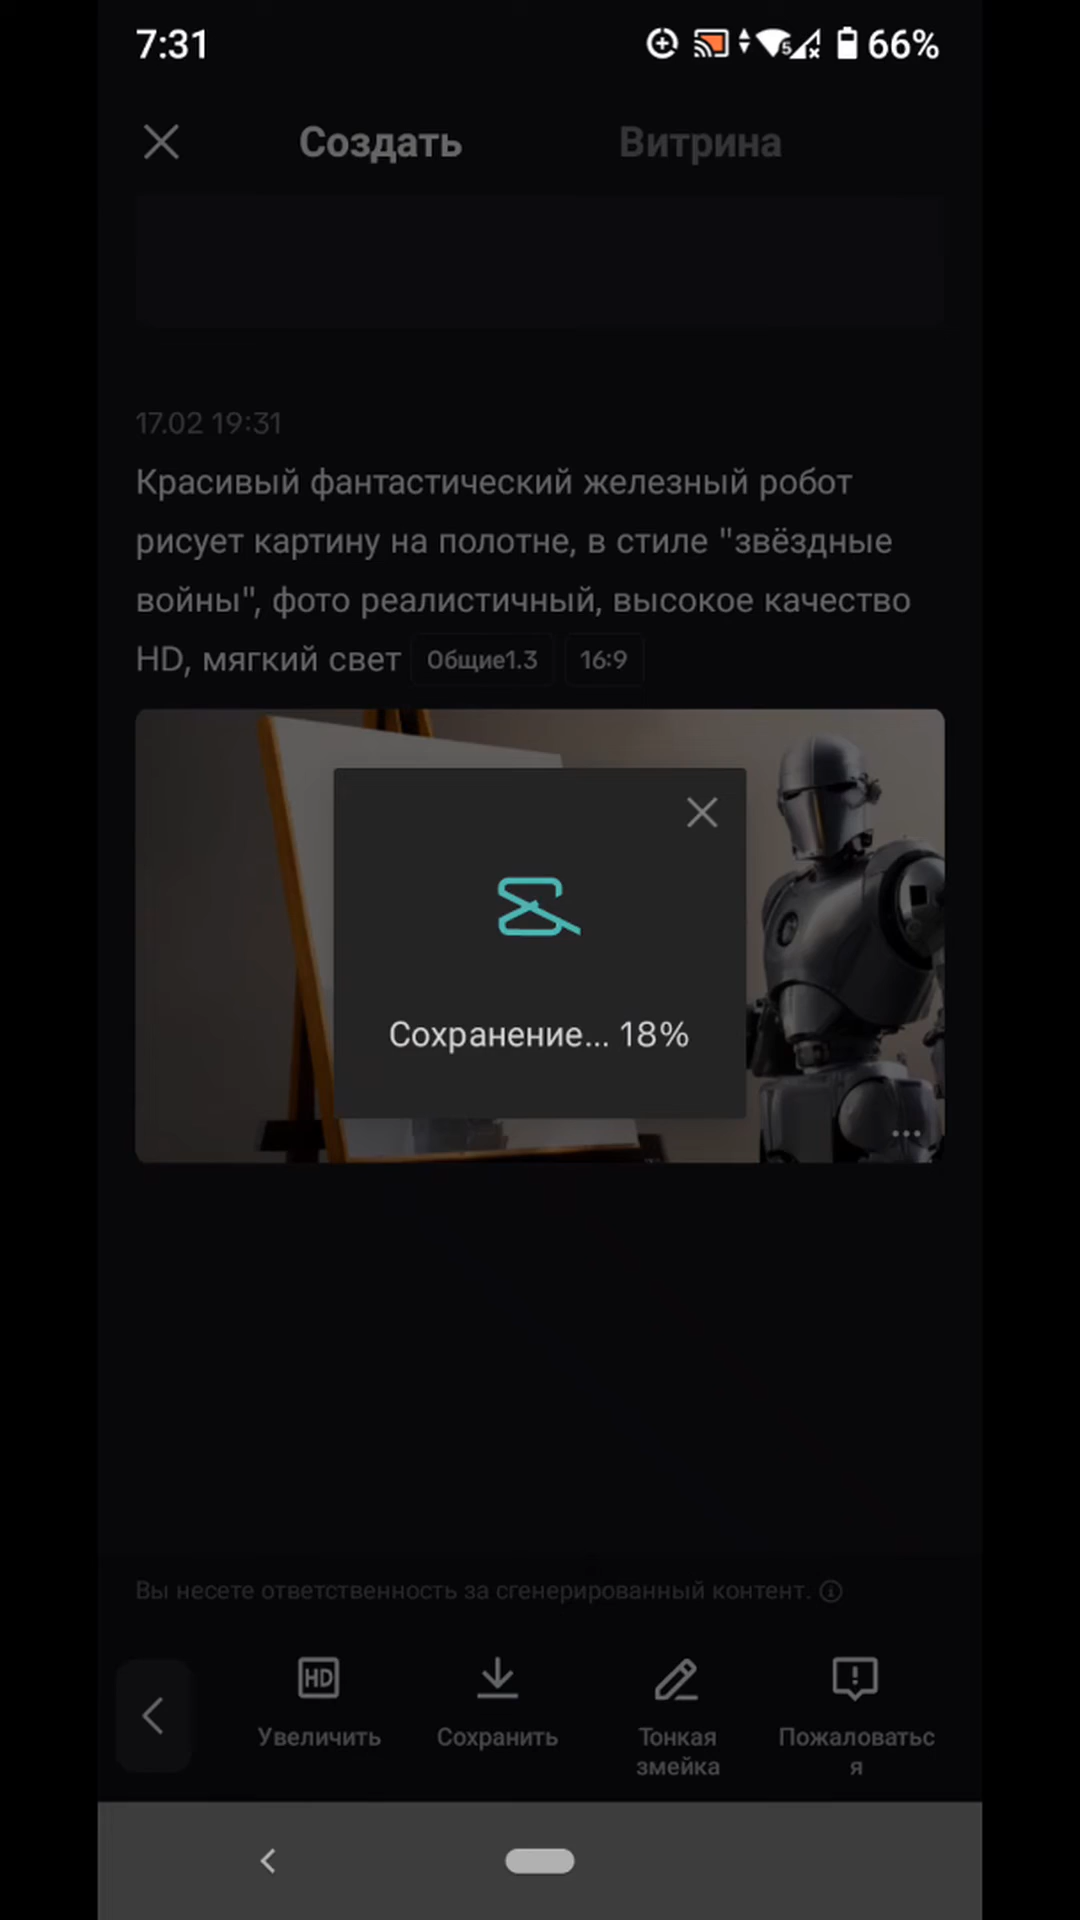 7:31
5
66%
Создать
Витрина
17.02 19:31
Красивый фантастический железный робот
рисует картину на полотне, в стиле "звёздные
войны", фото реалистичный, высокое качество
HD, мягкий свет Общие1.3 16:9
Сохранение... 18%
Вы несете ответственность за сгенерированный контент.
HD
Увеличить
Сохранить
Тонкая
змейка
Пожаловатьс
я